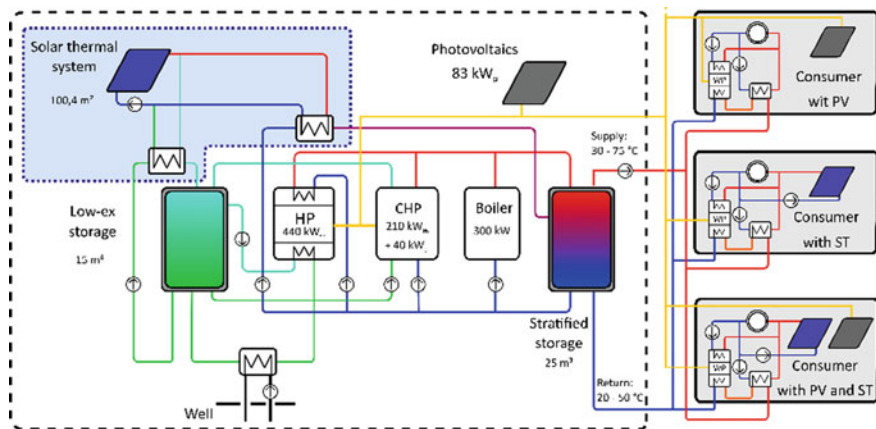 Solar thermal
system
100,4 m²
Photovoltaics
83 kWp
Low-ex
storage
15 m³
HP
440 kW
CHP
210 kW
+ 40 kW
Boiler
300 kW
Stratified
storage
25 m³
Supply:
30 - 75 °C
Return:
20 - 50 °C
Well
Consumer
wit PV
Consumer
with ST
Consumer
with PV and ST